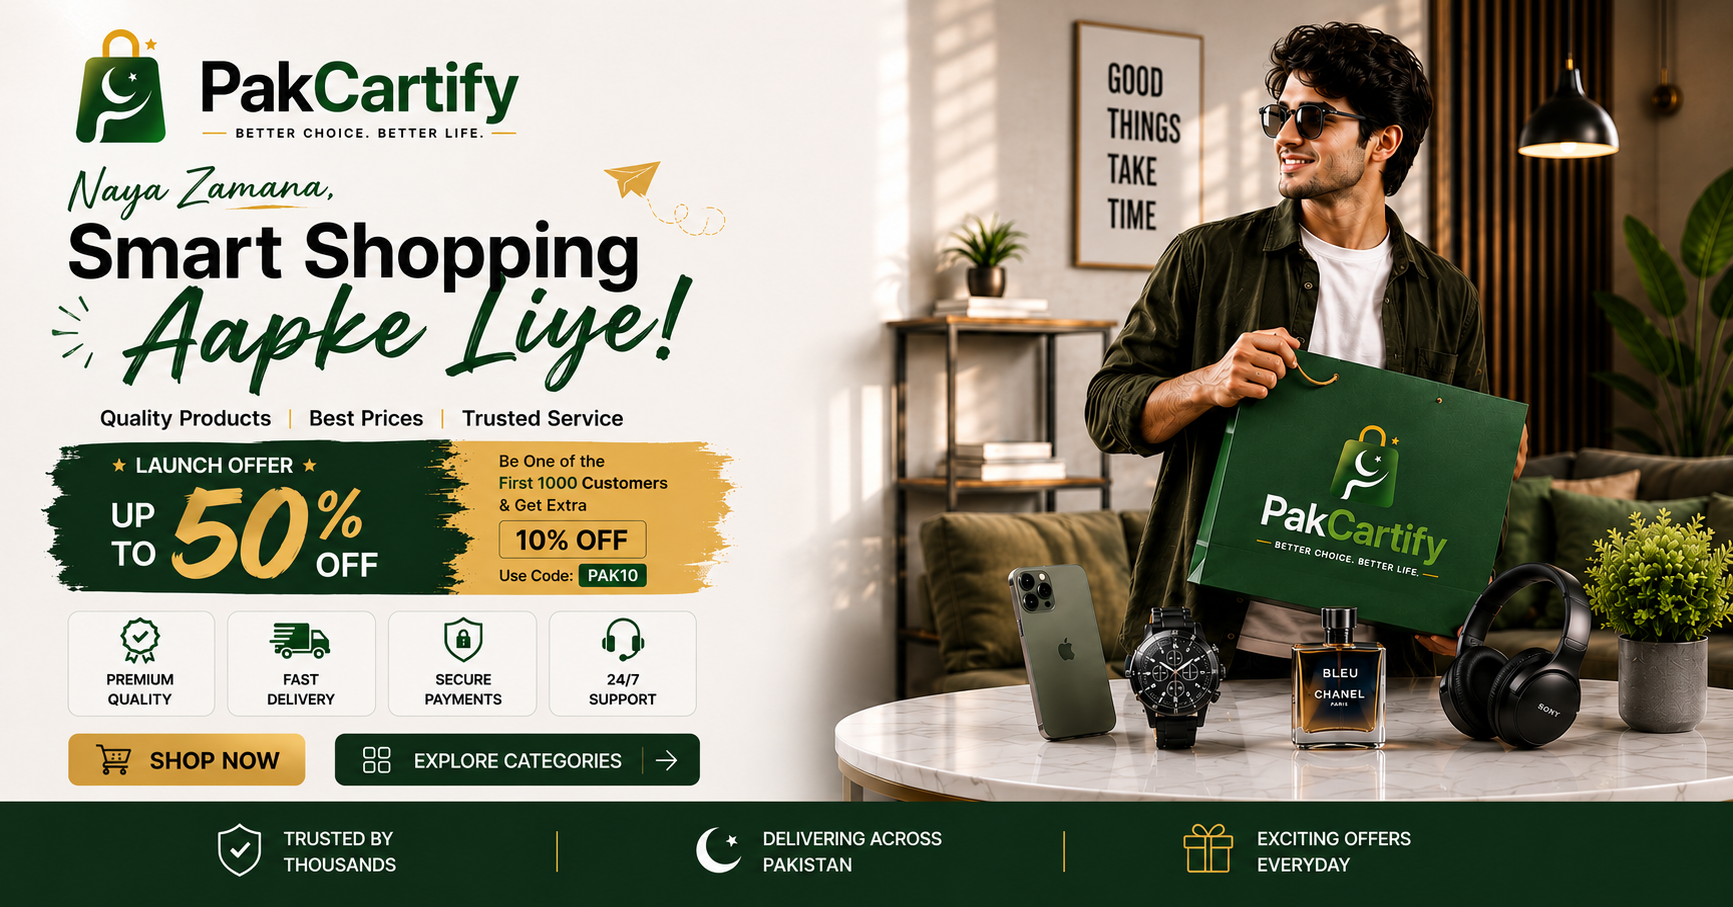 PakCartify
BETTER CHOICE. BETTER LIFE.
Naya Zamana,
Smart Shopping
Aapke Liye!
Quality Products | Best Prices | Trusted Service
LAUNCH OFFER
UP TO 50% OFF
Be One of the
First 1000 Customers
& Get Extra
10% OFF
Use Code: PAK10
PREMIUM
QUALITY
FAST
DELIVERY
SECURE
PAYMENTS
24/7
SUPPORT
SHOP NOW
EXPLORE CATEGORIES
GOOD
THINGS
TAKE
TIME
PakCartify
BETTER CHOICE. BETTER LIFE.
BLEU
CHANEL
PARIS
SONY
TRUSTED BY
THOUSANDS
DELIVERING ACROSS
PAKISTAN
EXCITING OFFERS
EVERYDAY